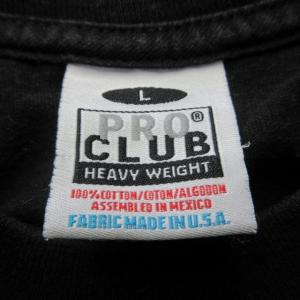 L
PRO®
CLUB
HEAVY WEIGHT
100% COTTON/COTON/ALGODON
ASSEMBLED IN MEXICO
FABRIC MADE IN U.S.A.